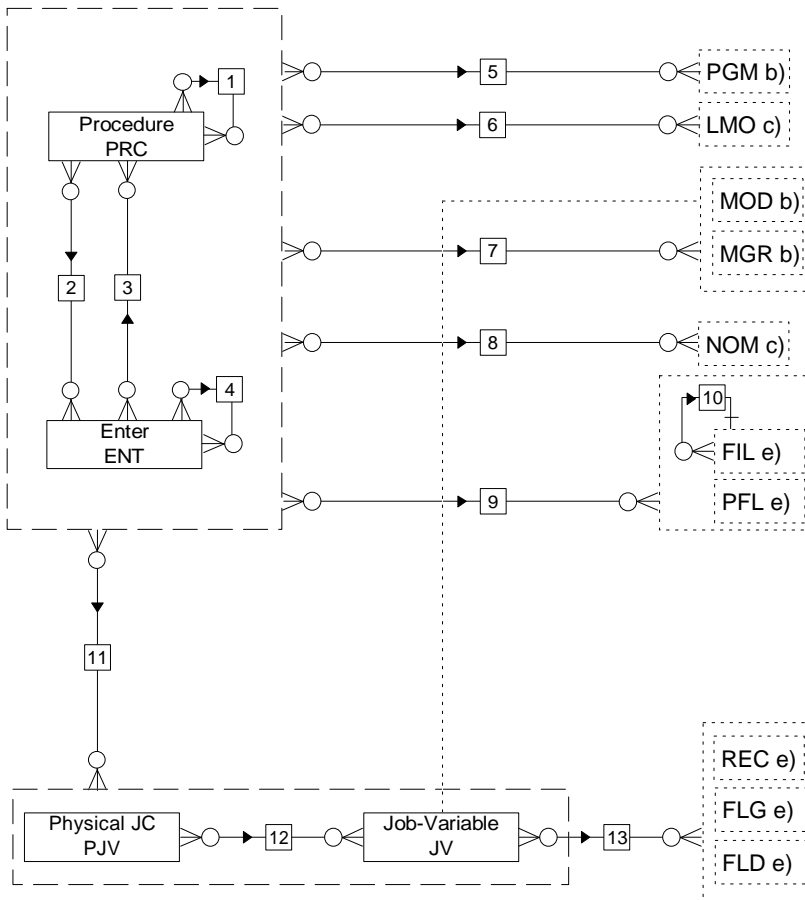 1
5
PGM b)
Procedure
PRC
6
LMO c)
MOD b)
7
MGR b)
2
3
8
NOM c)
4
10
Enter
ENT
FIL e)
9
PFL e)
11
REC e)
Physical JC
PJV
12
Job-Variable
JV
13
FLG e)
FLD e)